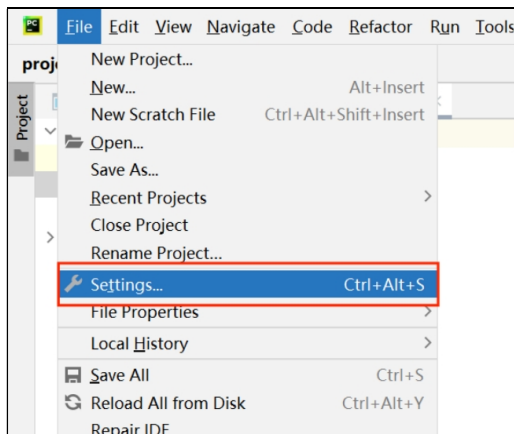 PC File Edit View Navigate Code Refactor Run Tools
proj
Project
New Project...
New... Alt+Insert
New Scratch File Ctrl+Alt+Shift+Insert
Open...
Save As...
Recent Projects
Close Project
Rename Project...
Settings... Ctrl+Alt+S
File Properties
Local History
Save All Ctrl+S
Reload All from Disk Ctrl+Alt+Y
Repair IDE